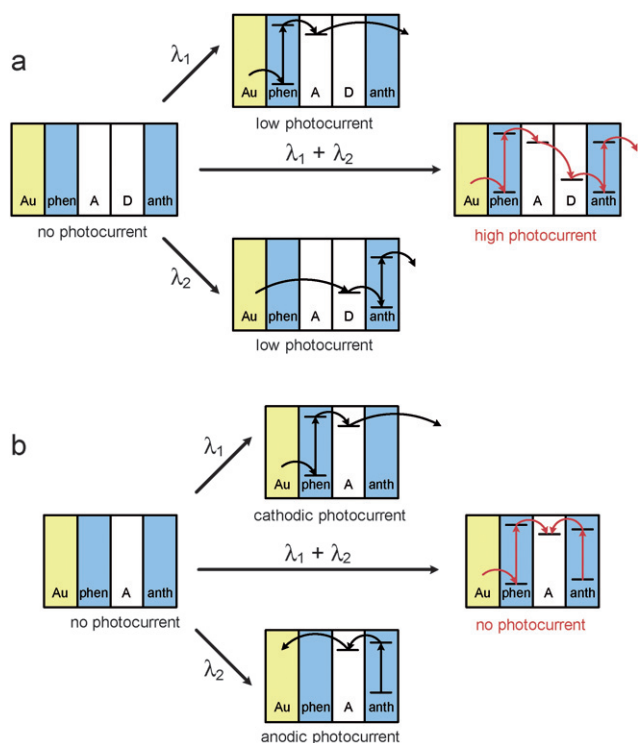 a
λ1
Au phen A D anth
low photocurrent
Au phen A D anth
no photocurrent
λ1 + λ2
Au phen A D anth
high photocurrent
λ2
Au phen A D anth
low photocurrent
b
λ1
Au phen A anth
cathodic photocurrent
Au phen A anth
no photocurrent
λ1 + λ2
Au phen A anth
no photocurrent
λ2
Au phen A anth
anodic photocurrent